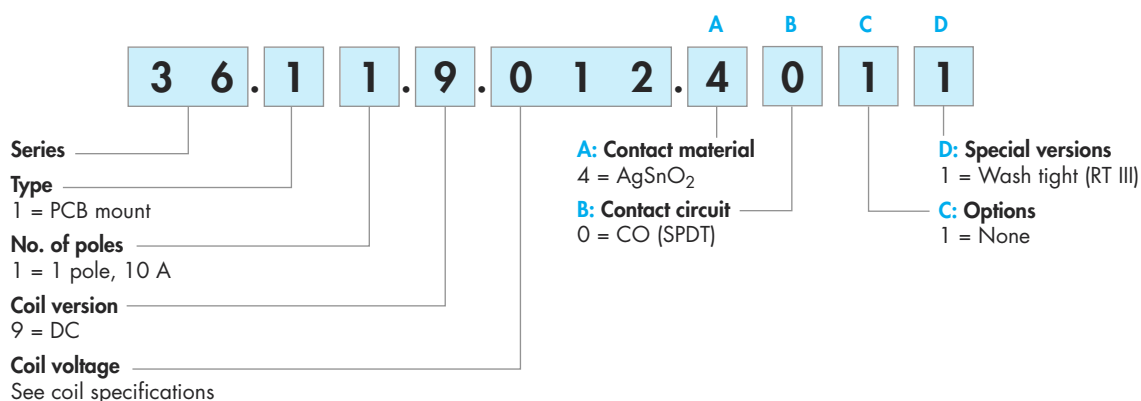 A B C D
3 6 . 1 1 . 9 . 0 1 2 . 4 0 1 1
Series
Type
1 = PCB mount
No. of poles
1 = 1 pole, 10 A
Coil version
9 = DC
Coil voltage
See coil specifications
A: Contact material
4 = AgSnO₂
B: Contact circuit
0 = CO (SPDT)
D: Special versions
1 = Wash tight (RT III)
C: Options
1 = None